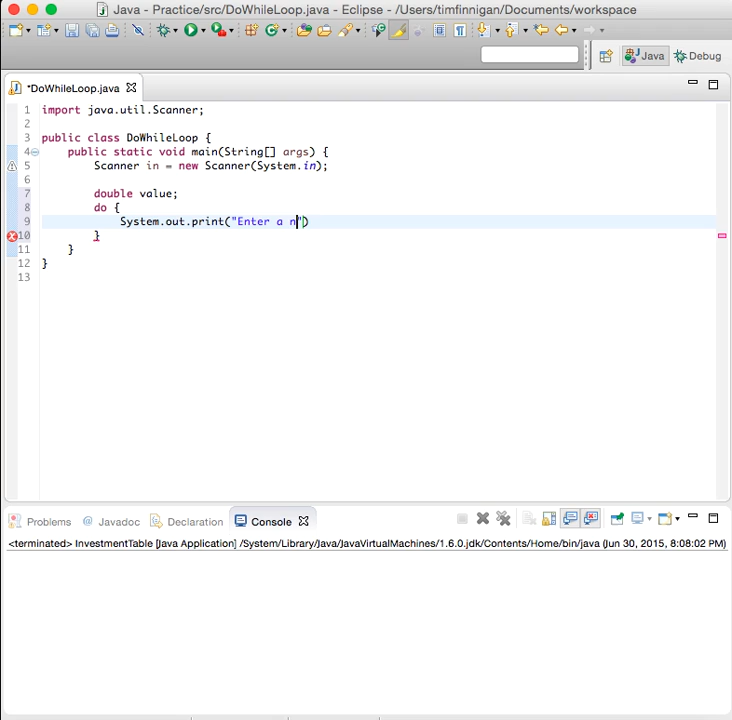 Java - Practice/src/DoWhileLoop.java - Eclipse - /Users/timfinnigan/Documents/workspace
Java Debug
*DoWhileLoop.java
1 import java.util.Scanner;
2
3 public class DoWhileLoop {
4 public static void main(String[] args) {
5 Scanner in = new Scanner(System.in);
6
7 double value;
8 do {
9 System.out.print("Enter a n")
10 }
11 }
12 }
13
Problems @ Javadoc Declaration Console
<terminated> InvestmentTable [Java Application] /System/Library/Java/JavaVirtualMachines/1.6.0.jdk/Contents/Home/bin/java (Jun 30, 2015, 8:08:02 PM)